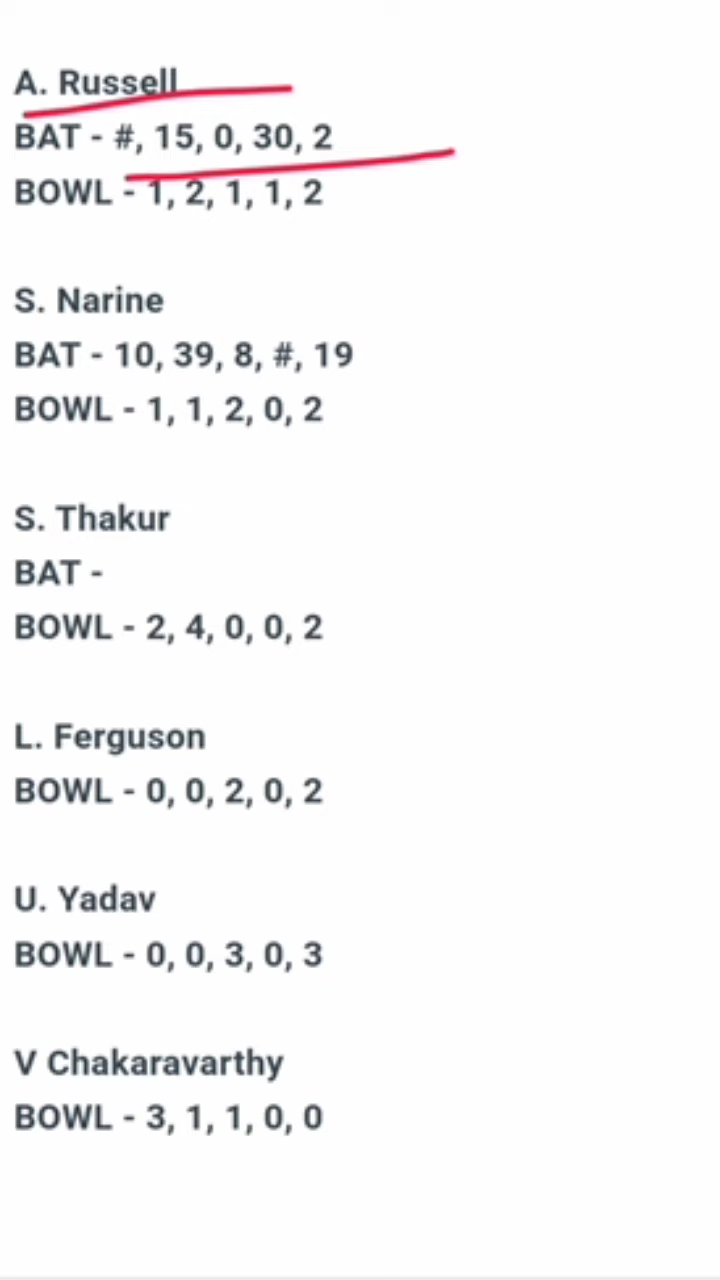 A. Russell
BAT - #, 15, 0, 30, 2
BOWL - 1, 2, 1, 1, 2
S. Narine
BAT - 10, 39, 8, #, 19
BOWL - 1, 1, 2, 0, 2
S. Thakur
BAT -
BOWL - 2, 4, 0, 0, 2
L. Ferguson
BOWL - 0, 0, 2, 0, 2
U. Yadav
BOWL - 0, 0, 3, 0, 3
V Chakaravarthy
BOWL - 3, 1, 1, 0, 0